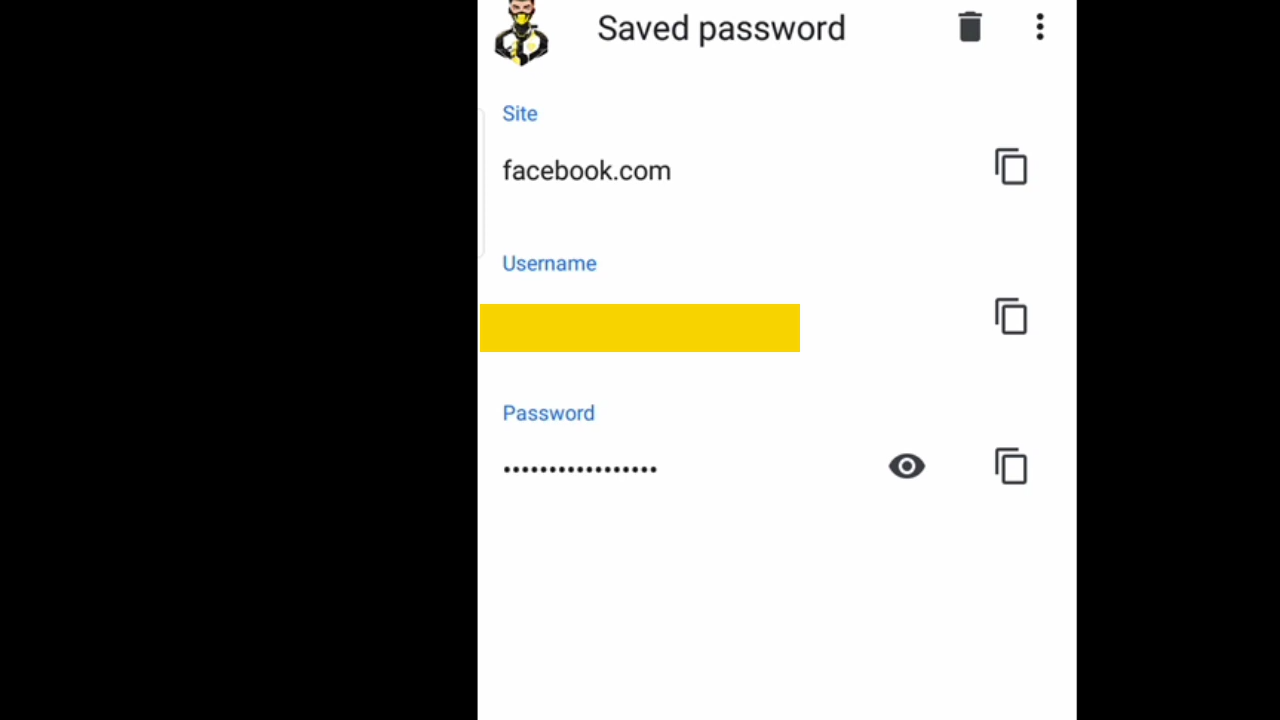 Saved password
Site
facebook.com
Username
Password
•••••••••••••••••